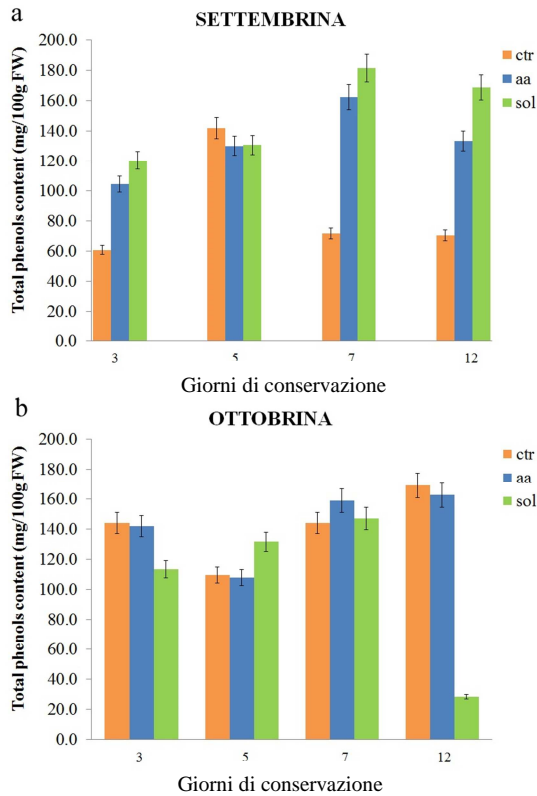 a
SETTEMBRINA
Total phenols content (mg/100g FW)
200.0
180.0
160.0
140.0
120.0
100.0
80.0
60.0
40.0
20.0
0.0
ctr
aa
sol
3 5 7 12
Giorni di conservazione
b
OTTOBRINA
Total phenols content (mg/100g FW)
200.0
180.0
160.0
140.0
120.0
100.0
80.0
60.0
40.0
20.0
0.0
ctr
aa
sol
3 5 7 12
Giorni di conservazione